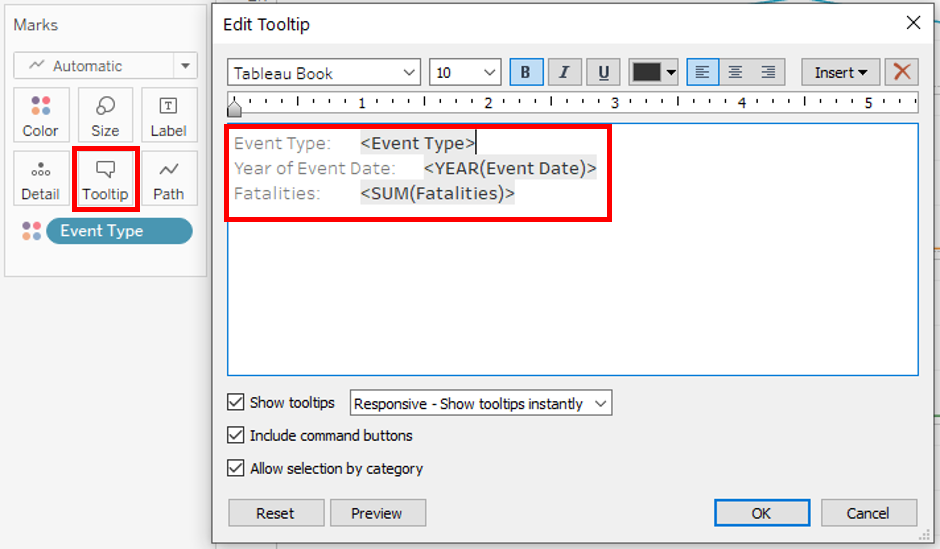 Marks
Automatic
Color Size Label
Detail Tooltip Path
Event Type
Edit Tooltip
Tableau Book 10 B I U Insert
1 2 3 4 5
Event Type: <Event Type>
Year of Event Date: <YEAR(Event Date)>
Fatalities: <SUM(Fatalities)>
Show tooltips Responsive - Show tooltips instantly
Include command buttons
Allow selection by category
Reset Preview OK Cancel